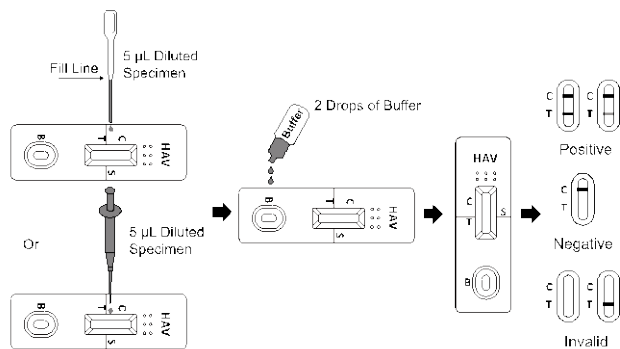 Fill Line
5 µL Diluted
Specimen
B
T
C
S
HAV
Or
5 µL Diluted
Specimen
B
T
C
S
HAV
Buffer
2 Drops of Buffer
B
T
C
S
HAV
HAV
C
T
S
B
C
T
C
T
Positive
C
T
Negative
C
T
C
T
Invalid